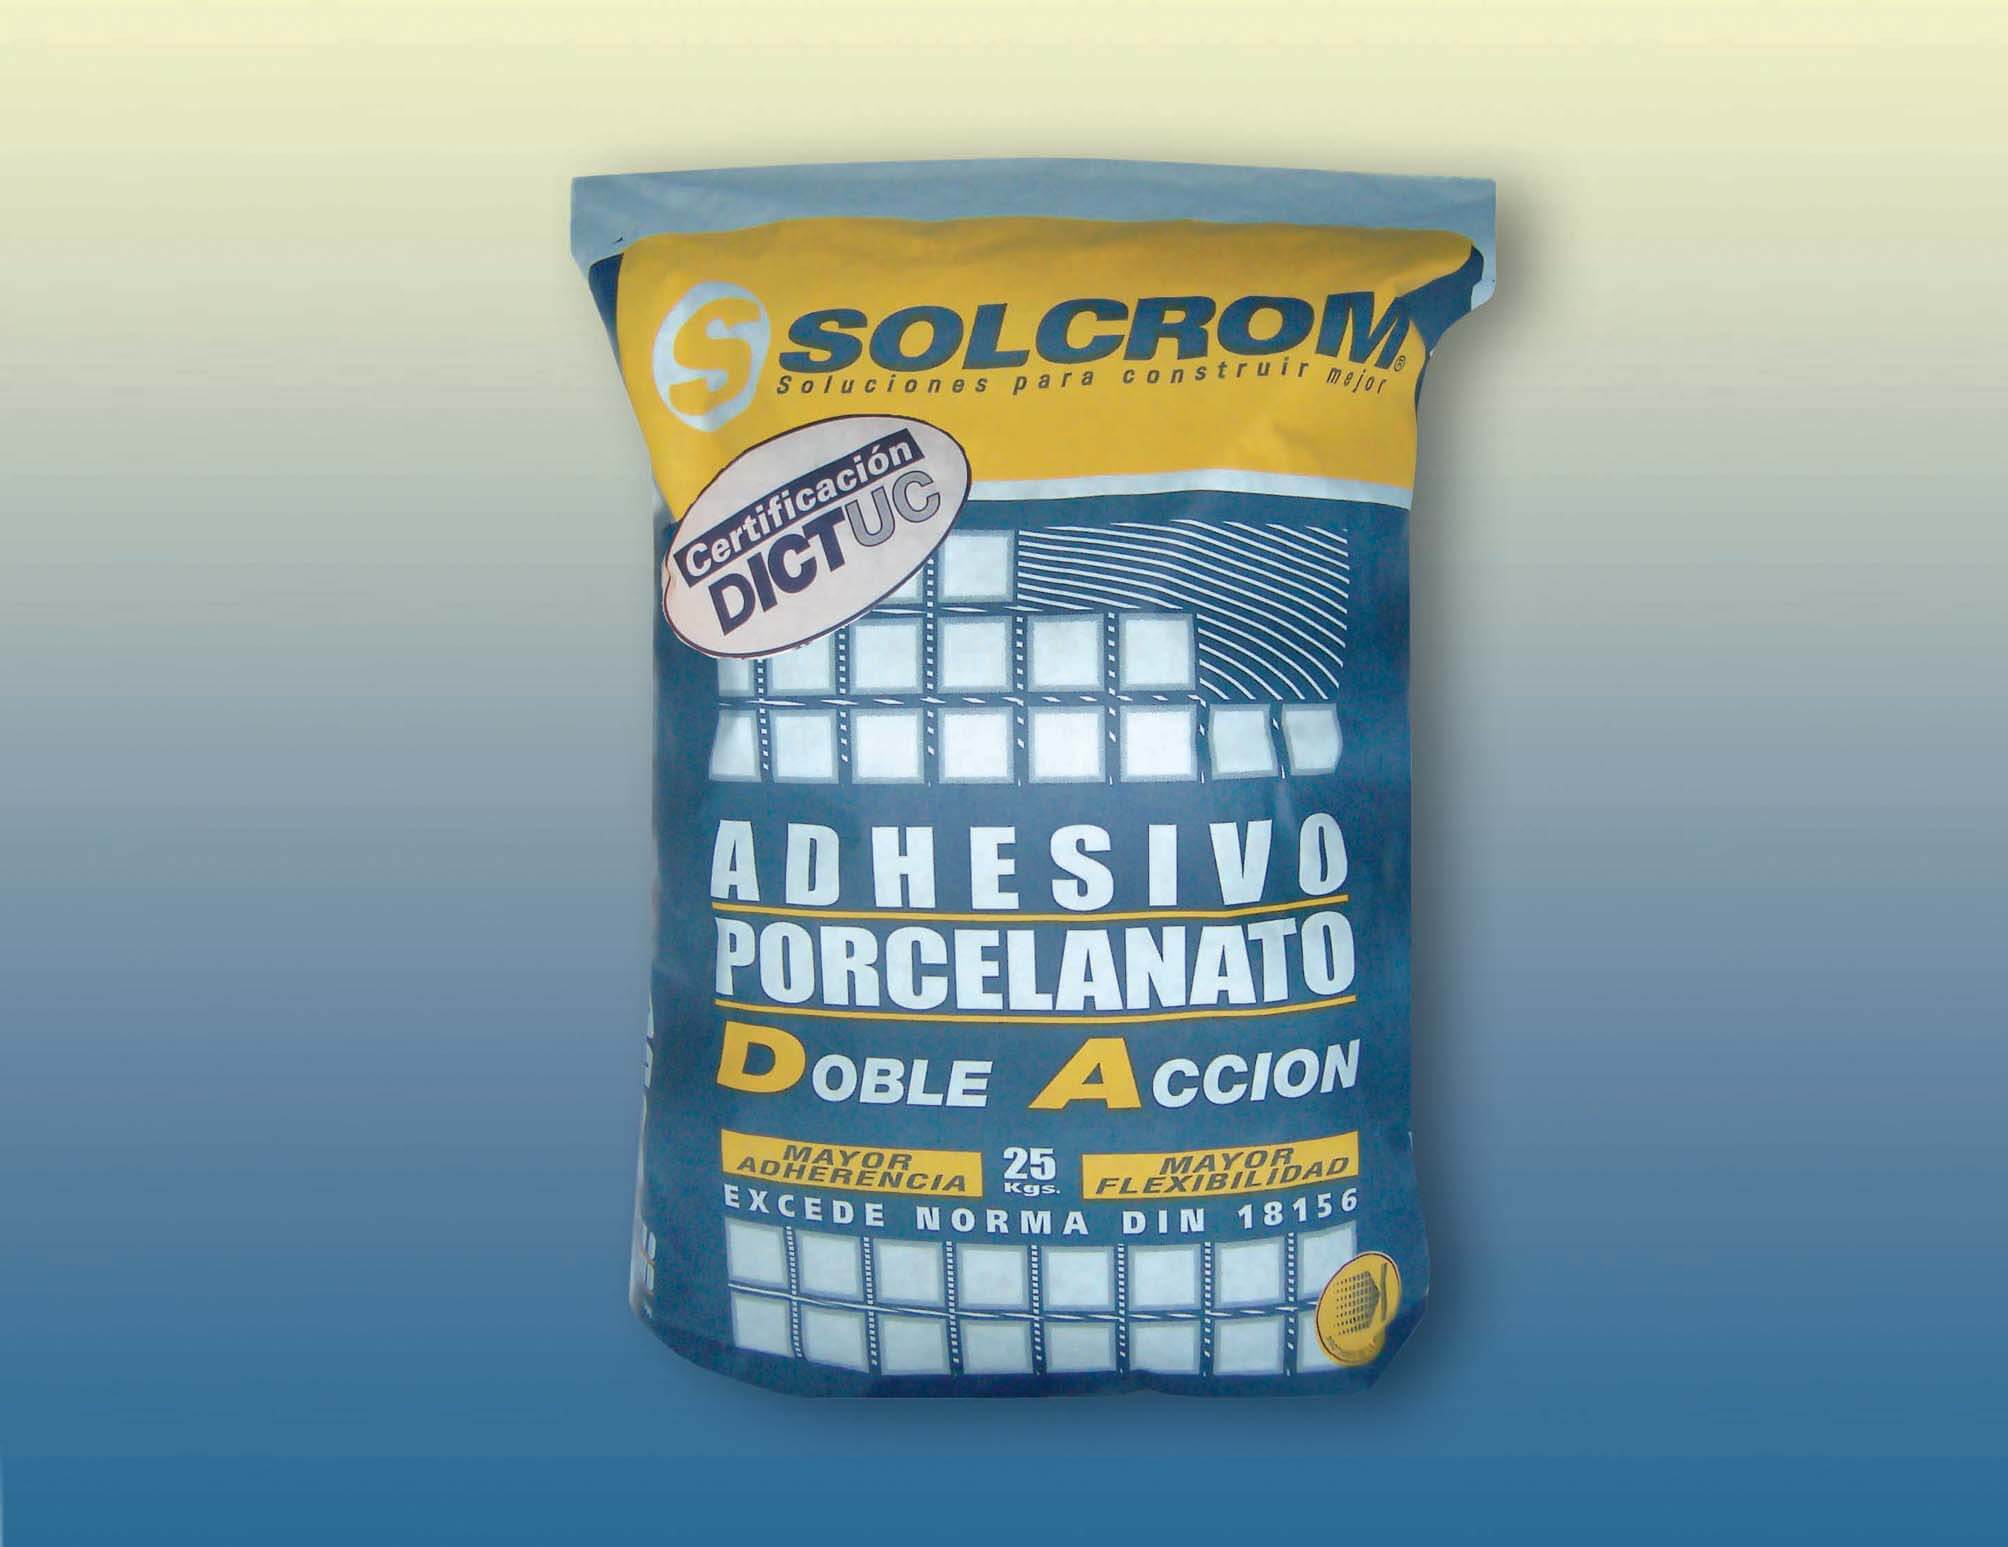 S SOLCROM®
Soluciones para construir mejor
Certificación
DICTUC
ADHESIVO
PORCELANATO
DOBLE ACCION
MAYOR
ADHERENCIA
25
Kgs.
MAYOR
FLEXIBILIDAD
EXCEDE NORMA DIN 18156